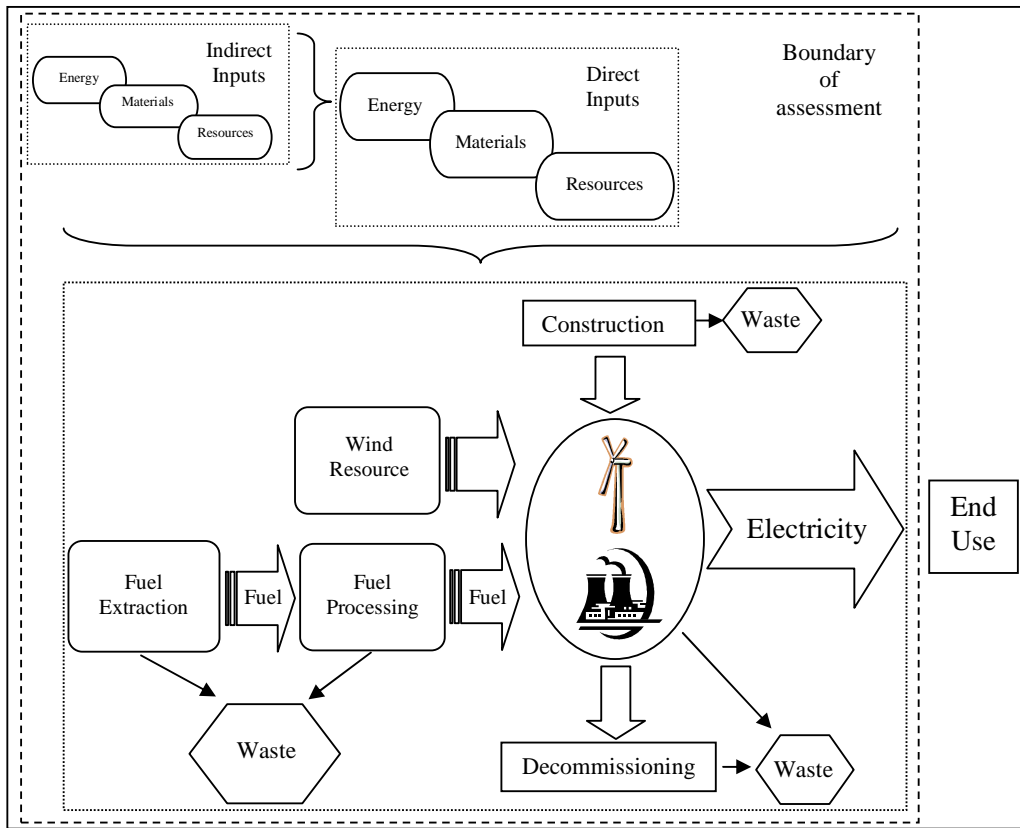 Indirect
Inputs
Energy
Materials
Resources
Direct
Inputs
Energy
Materials
Resources
Boundary
of
assessment
Construction
Waste
Wind
Resource
Fuel
Extraction
Fuel
Fuel
Processing
Fuel
Electricity
End
Use
Waste
Decommissioning
Waste